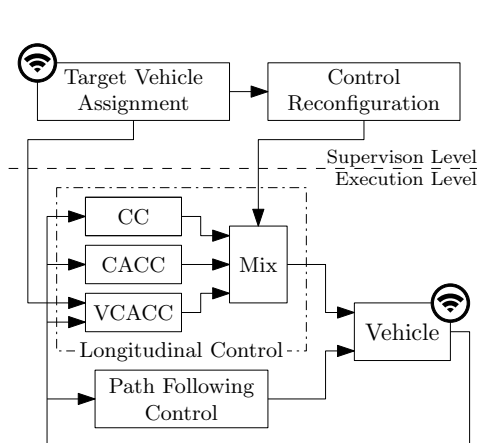 Target Vehicle
Assignment
Control
Reconfiguration
Supervison Level
Execution Level
CC
CACC
VCACC
Mix
Longitudinal Control
Vehicle
Path Following
Control